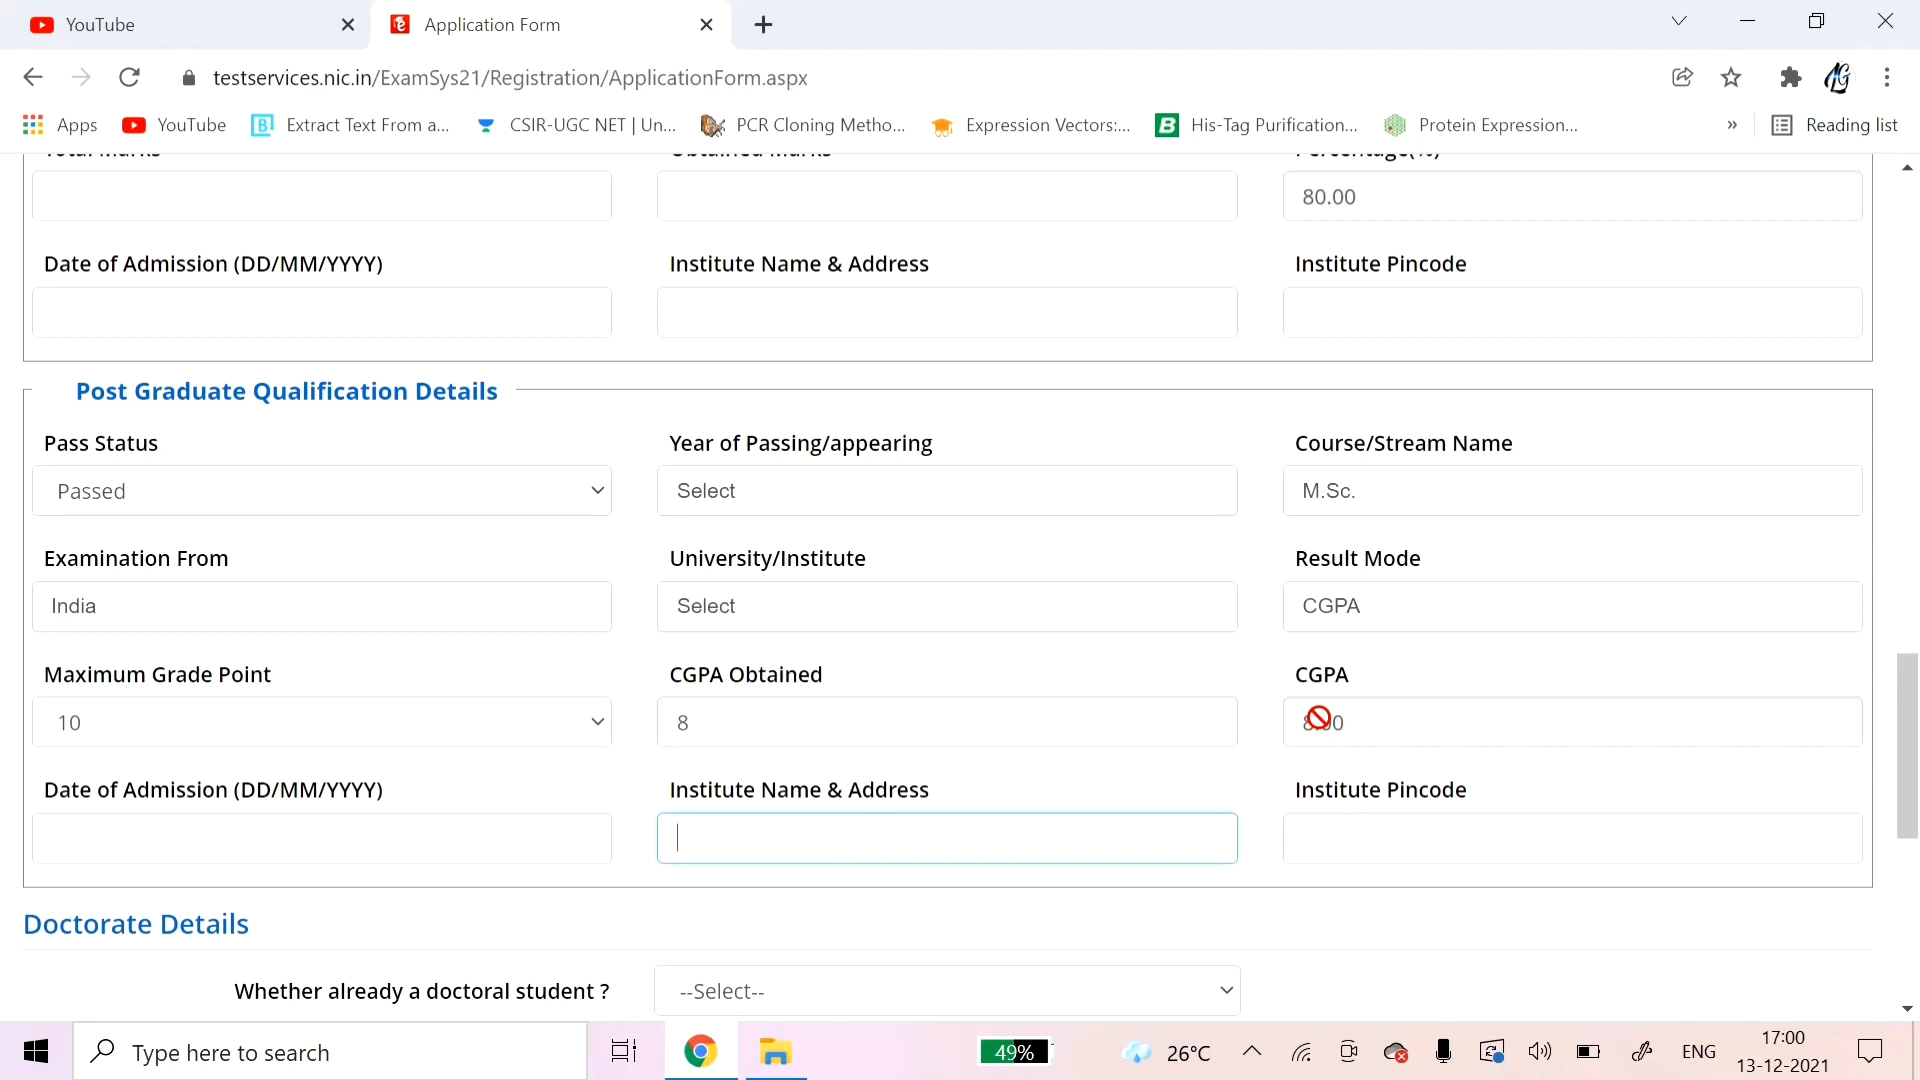 YouTube
Application Form
testservices.nic.in/ExamSys21/Registration/ApplicationForm.aspx
Apps
YouTube
Extract Text From a...
CSIR-UGC NET | Un...
PCR Cloning Metho...
Expression Vectors:...
His-Tag Purification...
Protein Expression...
»
Reading list
Total Marks
Obtained Marks
Percentage(%)
80.00
Date of Admission (DD/MM/YYYY)
Institute Name & Address
Institute Pincode
Post Graduate Qualification Details
Pass Status
Year of Passing/appearing
Course/Stream Name
Passed
Select
M.Sc.
Examination From
University/Institute
Result Mode
India
Select
CGPA
Maximum Grade Point
CGPA Obtained
CGPA
10
8
Date of Admission (DD/MM/YYYY)
Institute Name & Address
Institute Pincode
Doctorate Details
Whether already a doctoral student ?
--Select--
Type here to search
49%
26°C
ENG
17:00
13-12-2021